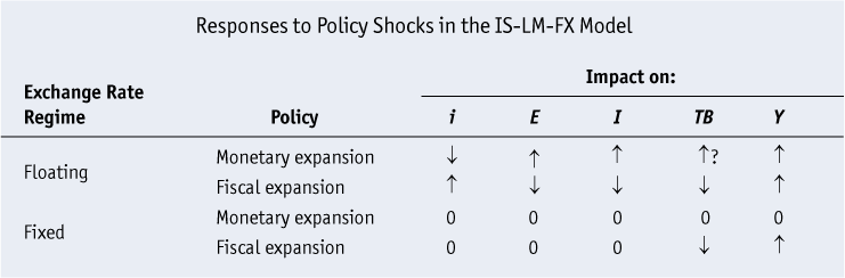 Responses to Policy Shocks in the IS-LM-FX Model
Impact on:
Exchange Rate
Regime Policy i E I TB Y
Floating
Monetary expansion ↓ ↑ ↑ ↑? ↑
Fiscal expansion ↑ ↓ ↓ ↓ ↑
Fixed
Monetary expansion 0 0 0 0 0
Fiscal expansion 0 0 0 ↓ ↑